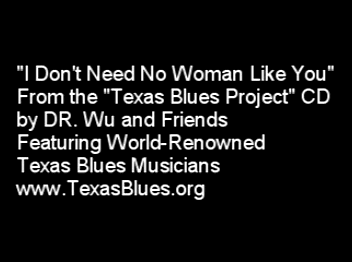 "I Don't Need No Woman Like You"
From the "Texas Blues Project" CD
by DR. Wu and Friends
Featuring World-Renowned
Texas Blues Musicians
www.TexasBlues.org